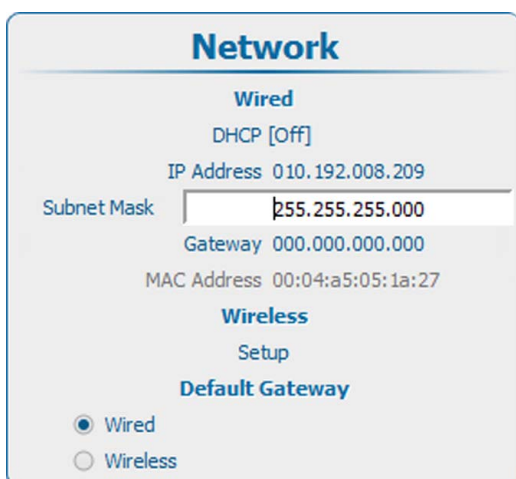 Network
Wired
DHCP [Off]
IP Address 010.192.008.209
Subnet Mask 255.255.255.000
Gateway 000.000.000.000
MAC Address 00:04:a5:05:1a:27
Wireless
Setup
Default Gateway
Wired
Wireless